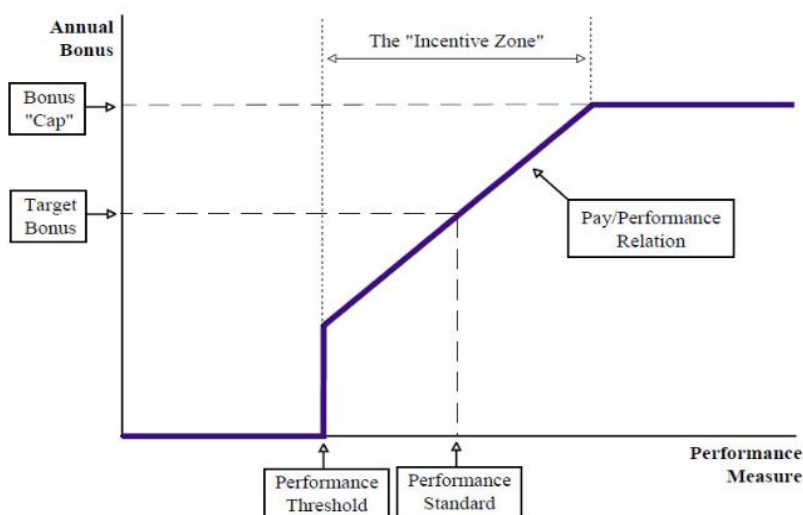 Annual
Bonus
The "Incentive Zone"
Bonus
"Cap"
Target
Bonus
Pay/Performance
Relation
Performance
Measure
Performance
Threshold
Performance
Standard